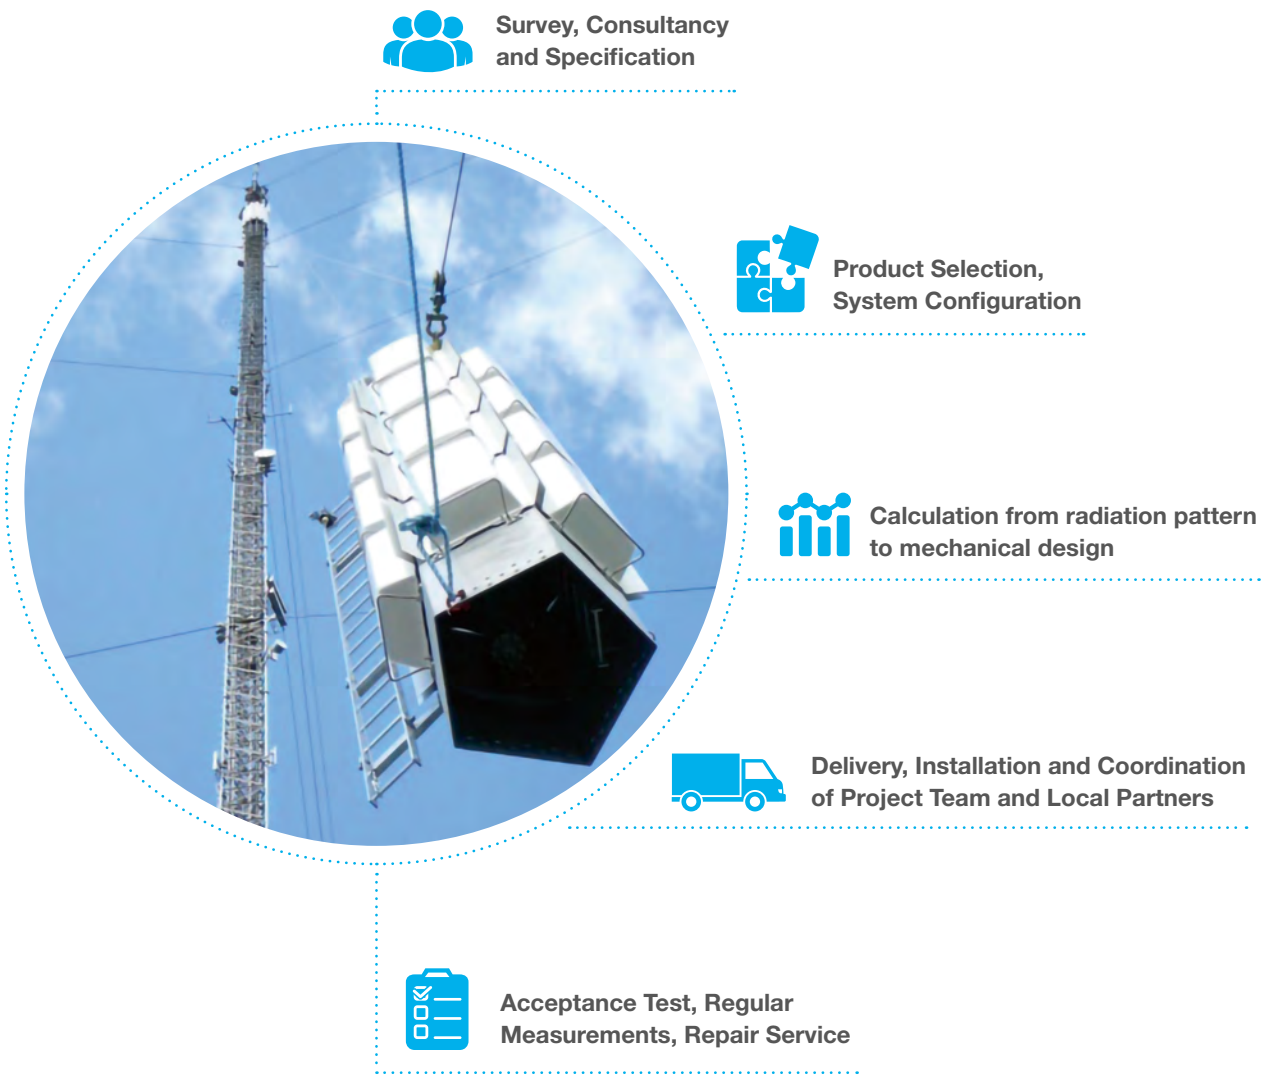 Survey, Consultancy
and Specification
Product Selection,
System Configuration
Calculation from radiation pattern
to mechanical design
Delivery, Installation and Coordination
of Project Team and Local Partners
Acceptance Test, Regular
Measurements, Repair Service